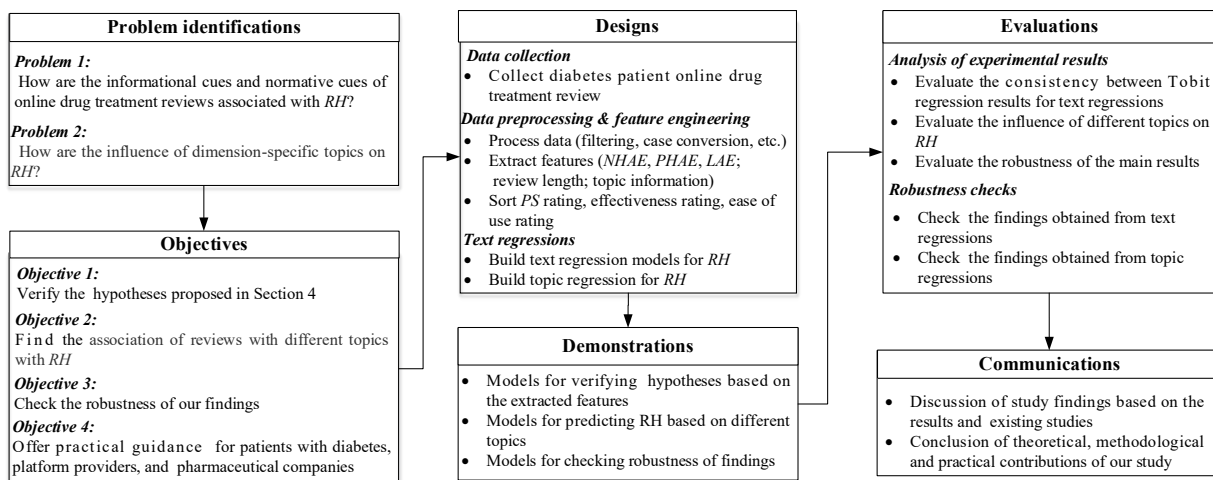 Problem identifications
Problem 1:
How are the informational cues and normative cues of
online drug treatment reviews associated with RH?
Problem 2:
How are the influence of dimension-specific topics on
RH?
Objectives
Objective 1:
Verify the hypotheses proposed in Section 4
Objective 2:
Find the association of reviews with different topics
with RH
Objective 3:
Check the robustness of our findings
Objective 4:
Offer practical guidance for patients with diabetes,
platform providers, and pharmaceutical companies
Designs
Data collection
• Collect diabetes patient online drug
treatment review
Data preprocessing & feature engineering
• Process data (filtering, case conversion, etc.)
• Extract features (NHAE, PHAE, LAE;
review length; topic information)
• Sort PS rating, effectiveness rating, ease of
use rating
Text regressions
• Build text regression models for RH
• Build topic regression for RH
Demonstrations
• Models for verifying hypotheses based on
the extracted features
• Models for predicting RH based on different
topics
• Models for checking robustness of findings
Evaluations
Analysis of experimental results
• Evaluate the consistency between Tobit
regression results for text regressions
• Evaluate the influence of different topics on
RH
• Evaluate the robustness of the main results
Robustness checks
• Check the findings obtained from text
regressions
• Check the findings obtained from topic
regressions
Communications
• Discussion of study findings based on the
results and existing studies
• Conclusion of theoretical, methodological
and practical contributions of our study